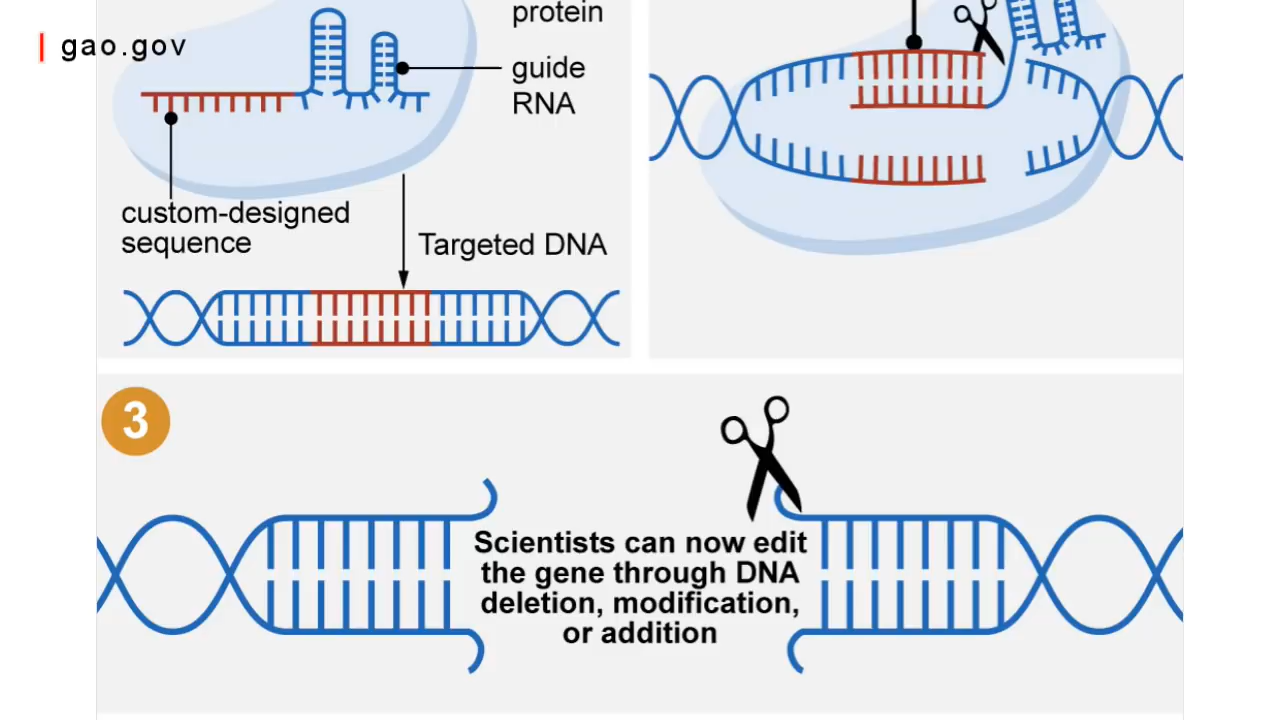 protein
| gao.gov
guide
RNA
custom-designed
sequence
Targeted DNA
3
Scientists can now edit
the gene through DNA
deletion, modification,
or addition